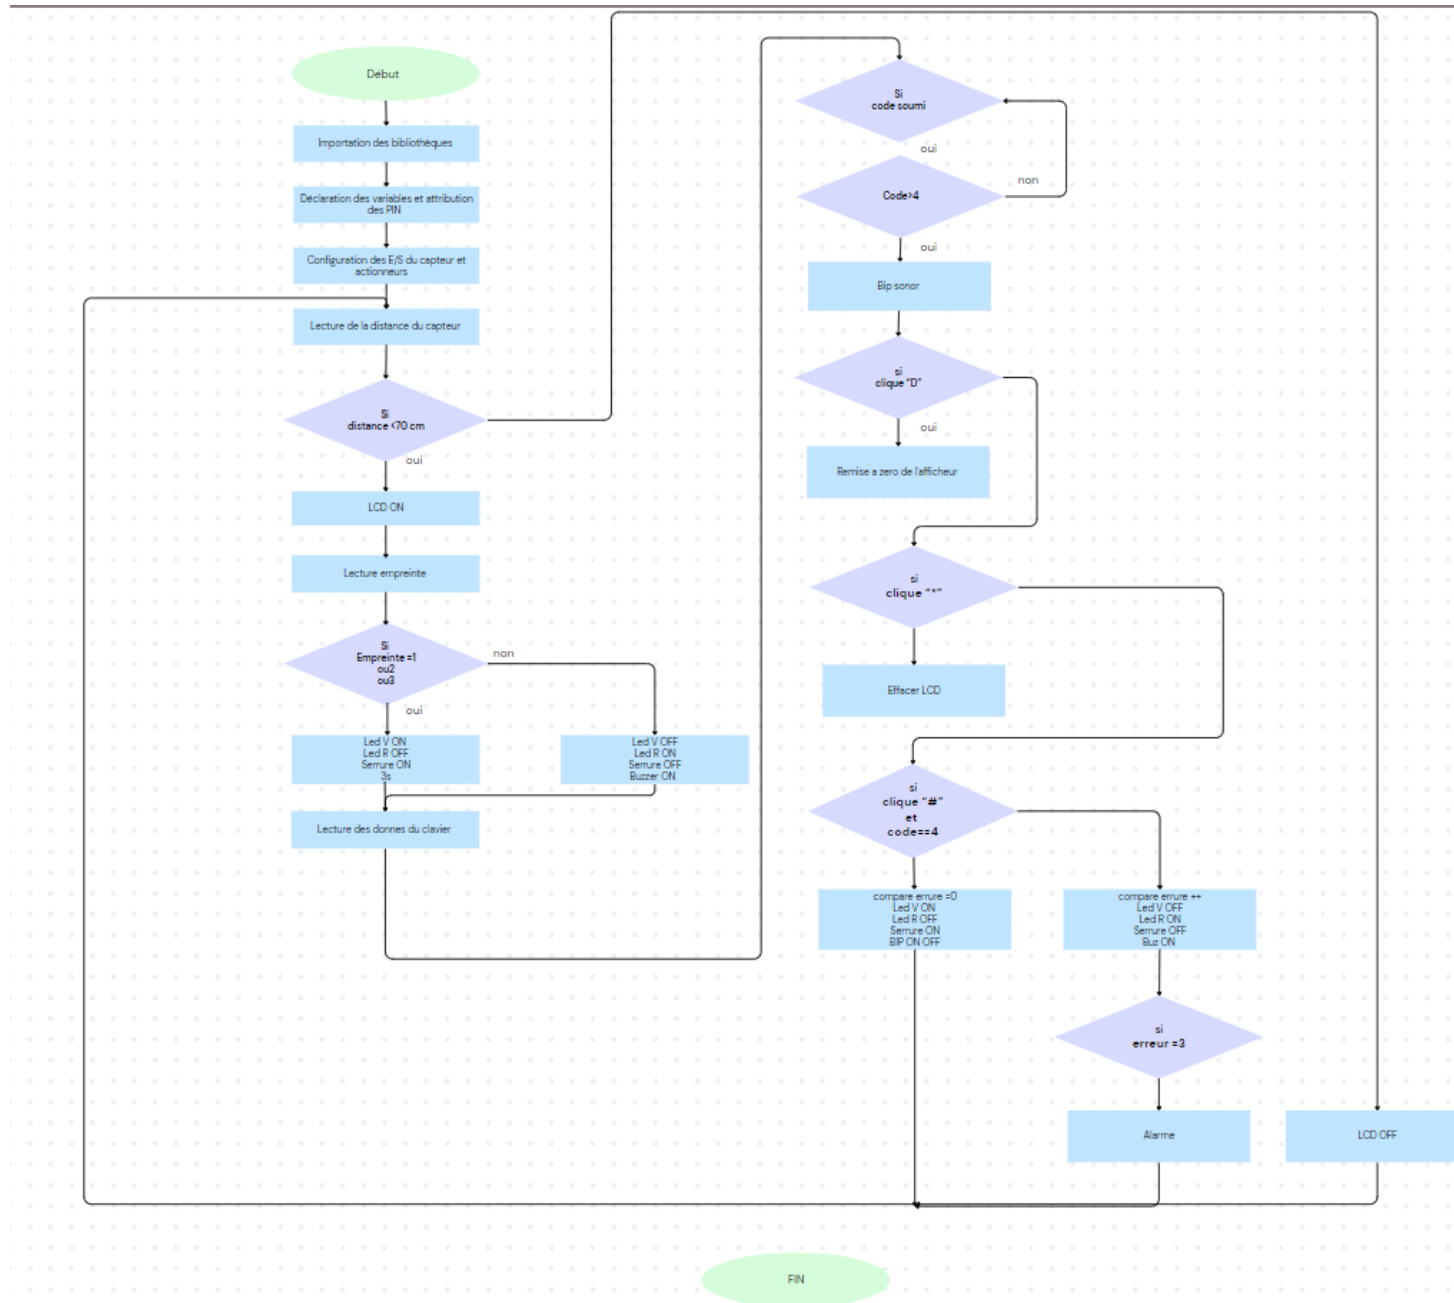 Début
Importation des bibliothèques
Déclaration des variables et attribution
des PIN
Configuration des E/S du capteur et
actionneurs
Lecture de la distance du capteur
Si
distance <70 cm
oui
LCD ON
Lecture empreinte
Si
Empreinte =1
ou2
ou3
non
oui
Led V ON
Led R OFF
Serrure ON
3s
Led V OFF
Led R ON
Serrure OFF
Buzzer ON
Lecture des donnes du clavier
Si
code soumi
oui
Code>4
non
oui
Bip sonor
si
clique "D"
oui
Remise a zero de l'afficheur
si
clique "*"
Effacer LCD
si
clique "#"
et
code==4
compare errure =0
Led V ON
Led R OFF
Serrure ON
BIP ON OFF
compare errure ++
Led V OFF
Led R ON
Serrure OFF
Buz ON
si
erreur =3
Alarme
LCD OFF
FIN